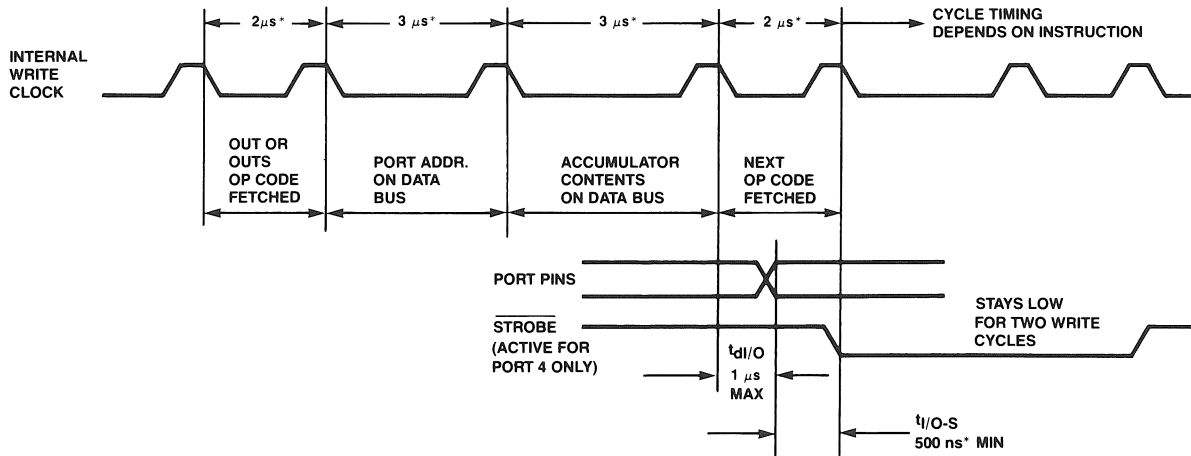 2μs*
3 μs*
3 μs*
2 μs*
CYCLE TIMING
DEPENDS ON INSTRUCTION
INTERNAL
WRITE
CLOCK
OUT OR
OUTS
OP CODE
FETCHED
PORT ADDR.
ON DATA
BUS
ACCUMULATOR
CONTENTS
ON DATA BUS
NEXT
OP CODE
FETCHED
PORT PINS
STROBE
(ACTIVE FOR
PORT 4 ONLY)
STAYS LOW
FOR TWO WRITE
CYCLES
tdI/O
1 μs
MAX
tI/O-S
500 ns* MIN